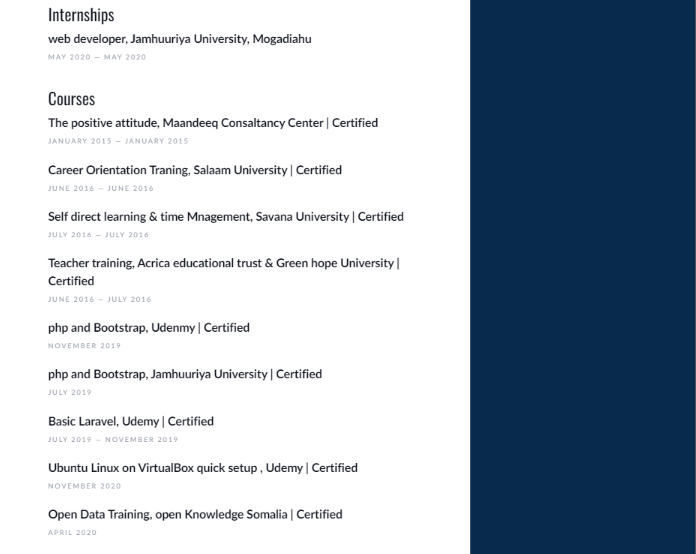 Internships
web developer, Jamhuuriya University, Mogadiahu
MAY 2020 — MAY 2020
Courses
The positive attitude, Maandeeq Consaltancy Center | Certified
JANUARY 2015 — JANUARY 2015
Career Orientation Traning, Salaam University | Certified
JUNE 2016 — JUNE 2016
Self direct learning & time Mnagement, Savana University | Certified
JULY 2016 — JULY 2016
Teacher training, Acrica educational trust & Green hope University |
Certified
JUNE 2016 — JULY 2016
php and Bootstrap, Udenmy | Certified
NOVEMBER 2019
php and Bootstrap, Jamhuuriya University | Certified
JULY 2019
Basic Laravel, Udemy | Certified
JULY 2019 — NOVEMBER 2019
Ubuntu Linux on VirtualBox quick setup , Udemy | Certified
NOVEMBER 2020
Open Data Training, open Knowledge Somalia | Certified
APRIL 2020